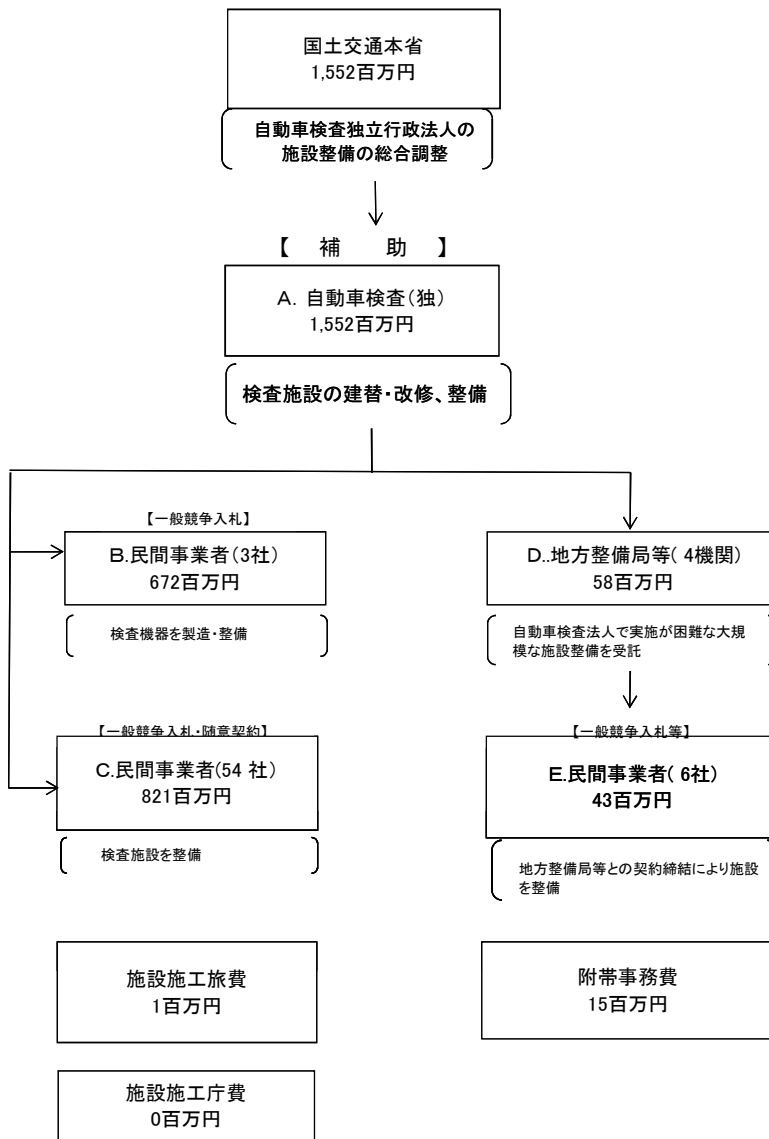 国土交通本省
1,552百万円
自動車検査独立行政法人の
施設整備の総合調整
【　補　　助　】
A. 自動車検査(独)
1,552百万円
検査施設の建替・改修、整備
【一般競争入札】
B.民間事業者(3社)
672百万円
検査機器を製造・整備
D..地方整備局等( 4機関)
58百万円
自動車検査法人で実施が困難な大規
模な施設整備を受託
【一般競争入札・随意契約】
C.民間事業者(54 社)
821百万円
検査施設を整備
【一般競争入札等】
E.民間事業者( 6社)
43百万円
地方整備局等との契約締結により施設
を整備
施設施工旅費
1百万円
附帯事務費
15百万円
施設施工庁費
0百万円